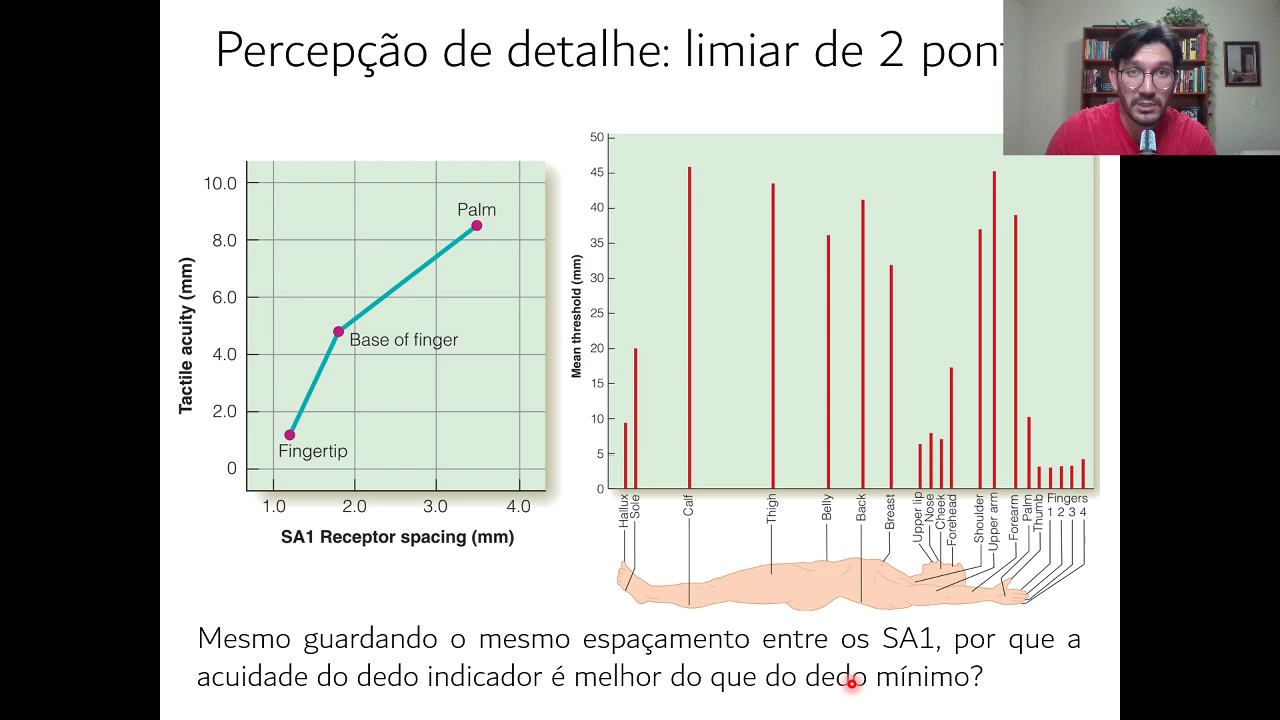 Percepção de detalhe: limiar de 2
10.0
8.0
6.0
4.0
2.0
0
Tactile acuity (mm)
Palm
Base of finger
Fingertip
1.0 2.0 3.0 4.0
SA1 Receptor spacing (mm)
50
45
40
35
30
25
20
15
10
5
0
Mean threshold (mm)
Hallux
Sole
Calf
Thigh
Belly
Back
Breast
Upper lip
Nose
Cheek
Forehead
Shoulder
Upper arm
Forearm
Palm
Thumb
Fingers
1 2 3 4
Mesmo guardando o mesmo espaçamento entre os SA1, por que a
acuidade do dedo indicador é melhor do que do dedo mínimo?